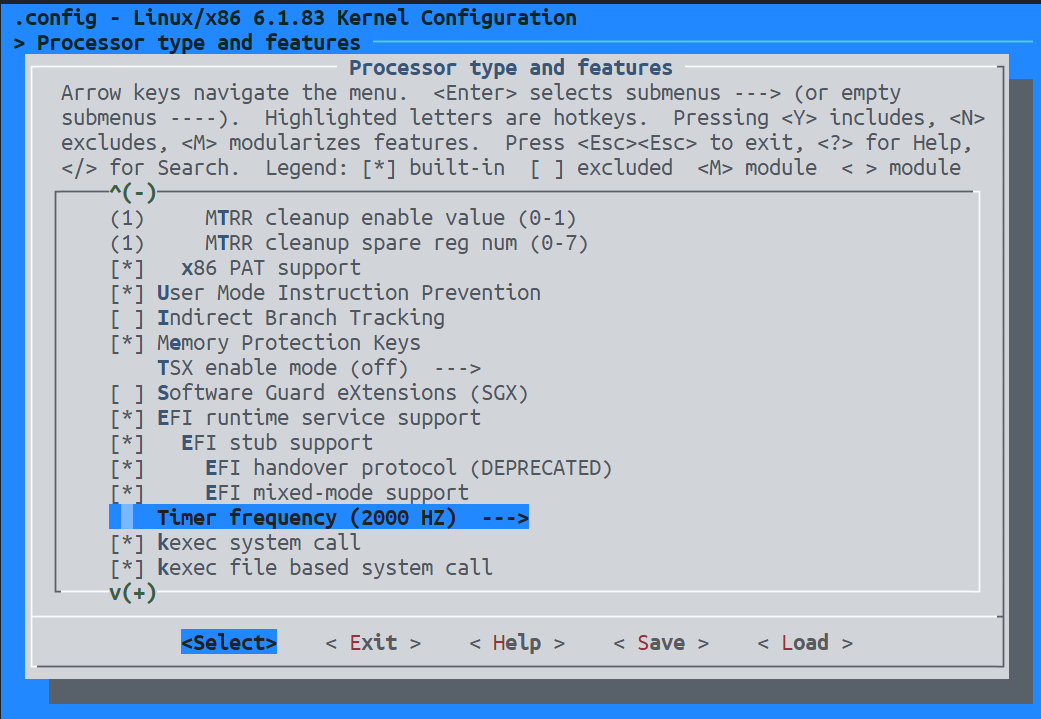 .config - Linux/x86 6.1.83 Kernel Configuration
> Processor type and features
Processor type and features
Arrow keys navigate the menu.  <Enter> selects submenus ---> (or empty
submenus ----).  Highlighted letters are hotkeys.  Pressing <Y> includes, <N>
excludes, <M> modularizes features.  Press <Esc><Esc> to exit, <?> for Help,
</> for Search.  Legend: [*] built-in  [ ] excluded  <M> module  < > module
^(-)
(1)     MTRR cleanup enable value (0-1)
(1)     MTRR cleanup spare reg num (0-7)
[*]   x86 PAT support
[*] User Mode Instruction Prevention
[ ] Indirect Branch Tracking
[*] Memory Protection Keys
TSX enable mode (off)  --->
[ ] Software Guard eXtensions (SGX)
[*] EFI runtime service support
[*]   EFI stub support
[*]     EFI handover protocol (DEPRECATED)
[*]     EFI mixed-mode support
Timer frequency (2000 HZ)  --->
[*] kexec system call
[*] kexec file based system call
v(+)
<Select>    < Exit >    < Help >    < Save >    < Load >